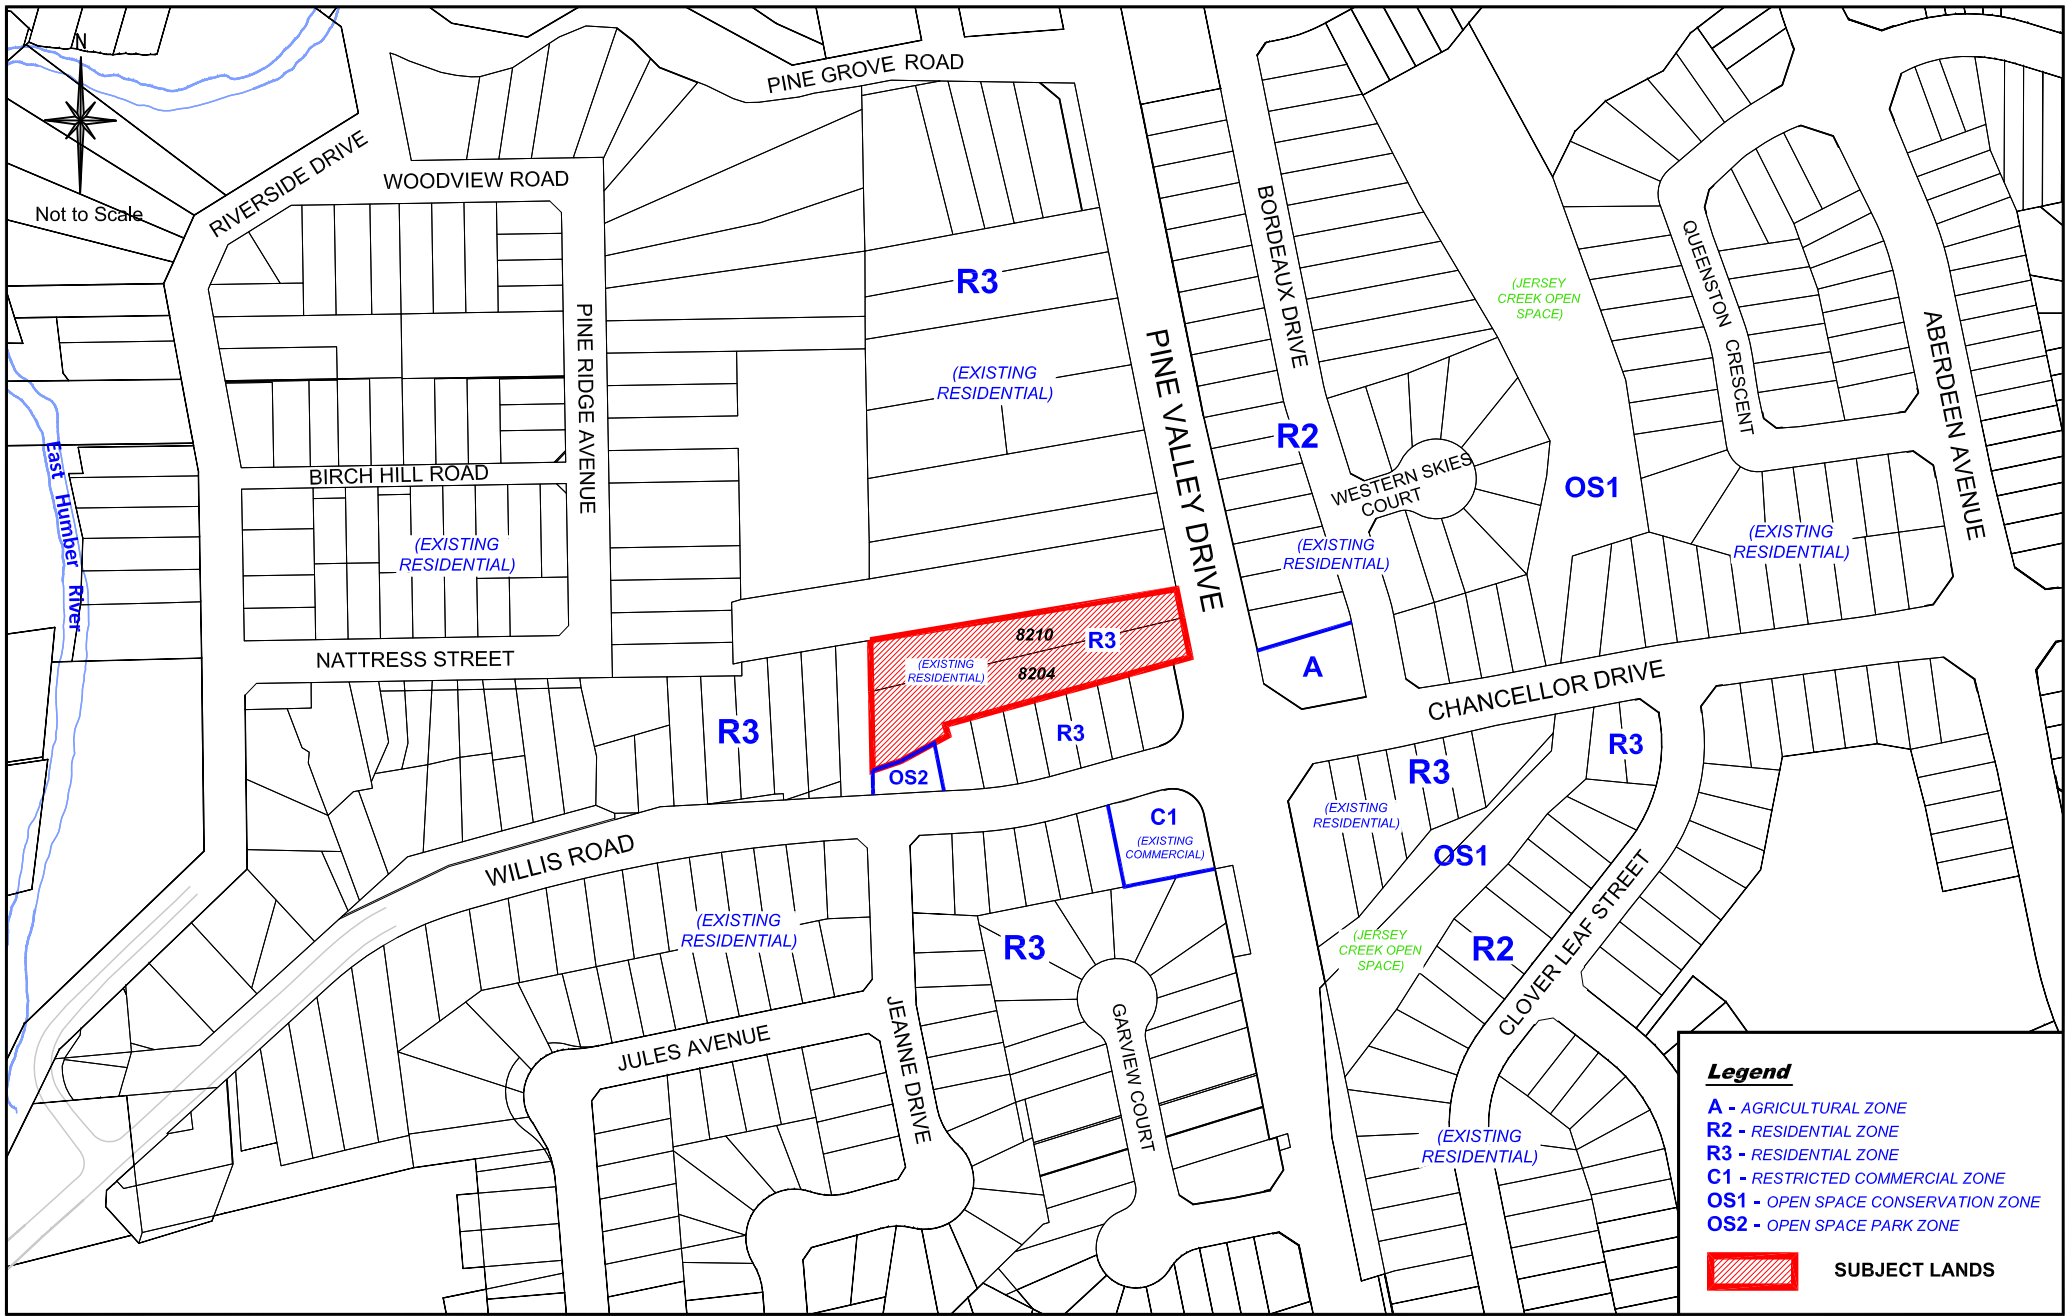 N
Not to Scale
PINE GROVE ROAD
RIVERSIDE DRIVE
WOODVIEW ROAD
BORDEAUX DRIVE
QUEENSTON CRESCENT
R3
(JERSEY
CREEK OPEN
SPACE)
PINE RIDGE AVENUE
PINE VALLEY DRIVE
ABERDEEN AVENUE
(EXISTING
RESIDENTIAL)
R2
East Humber River
BIRCH HILL ROAD
WESTERN SKIES
COURT
OS1
(EXISTING
RESIDENTIAL)
(EXISTING
RESIDENTIAL)
(EXISTING
RESIDENTIAL)
NATTRESS STREET
8210
R3
(EXISTING
RESIDENTIAL)
8204
A
CHANCELLOR DRIVE
R3
R3
R3
OS2
R3
C1
(EXISTING
COMMERCIAL)
(EXISTING
RESIDENTIAL)
WILLIS ROAD
OS1
CLOVER LEAF STREET
(EXISTING
RESIDENTIAL)
R3
(JERSEY
CREEK OPEN
SPACE)
R2
JULES AVENUE
JEANNE DRIVE
GARVIEW COURT
(EXISTING
RESIDENTIAL)
Legend
A - AGRICULTURAL ZONE
R2 - RESIDENTIAL ZONE
R3 - RESIDENTIAL ZONE
C1 - RESTRICTED COMMERCIAL ZONE
OS1 - OPEN SPACE CONSERVATION ZONE
OS2 - OPEN SPACE PARK ZONE
SUBJECT LANDS